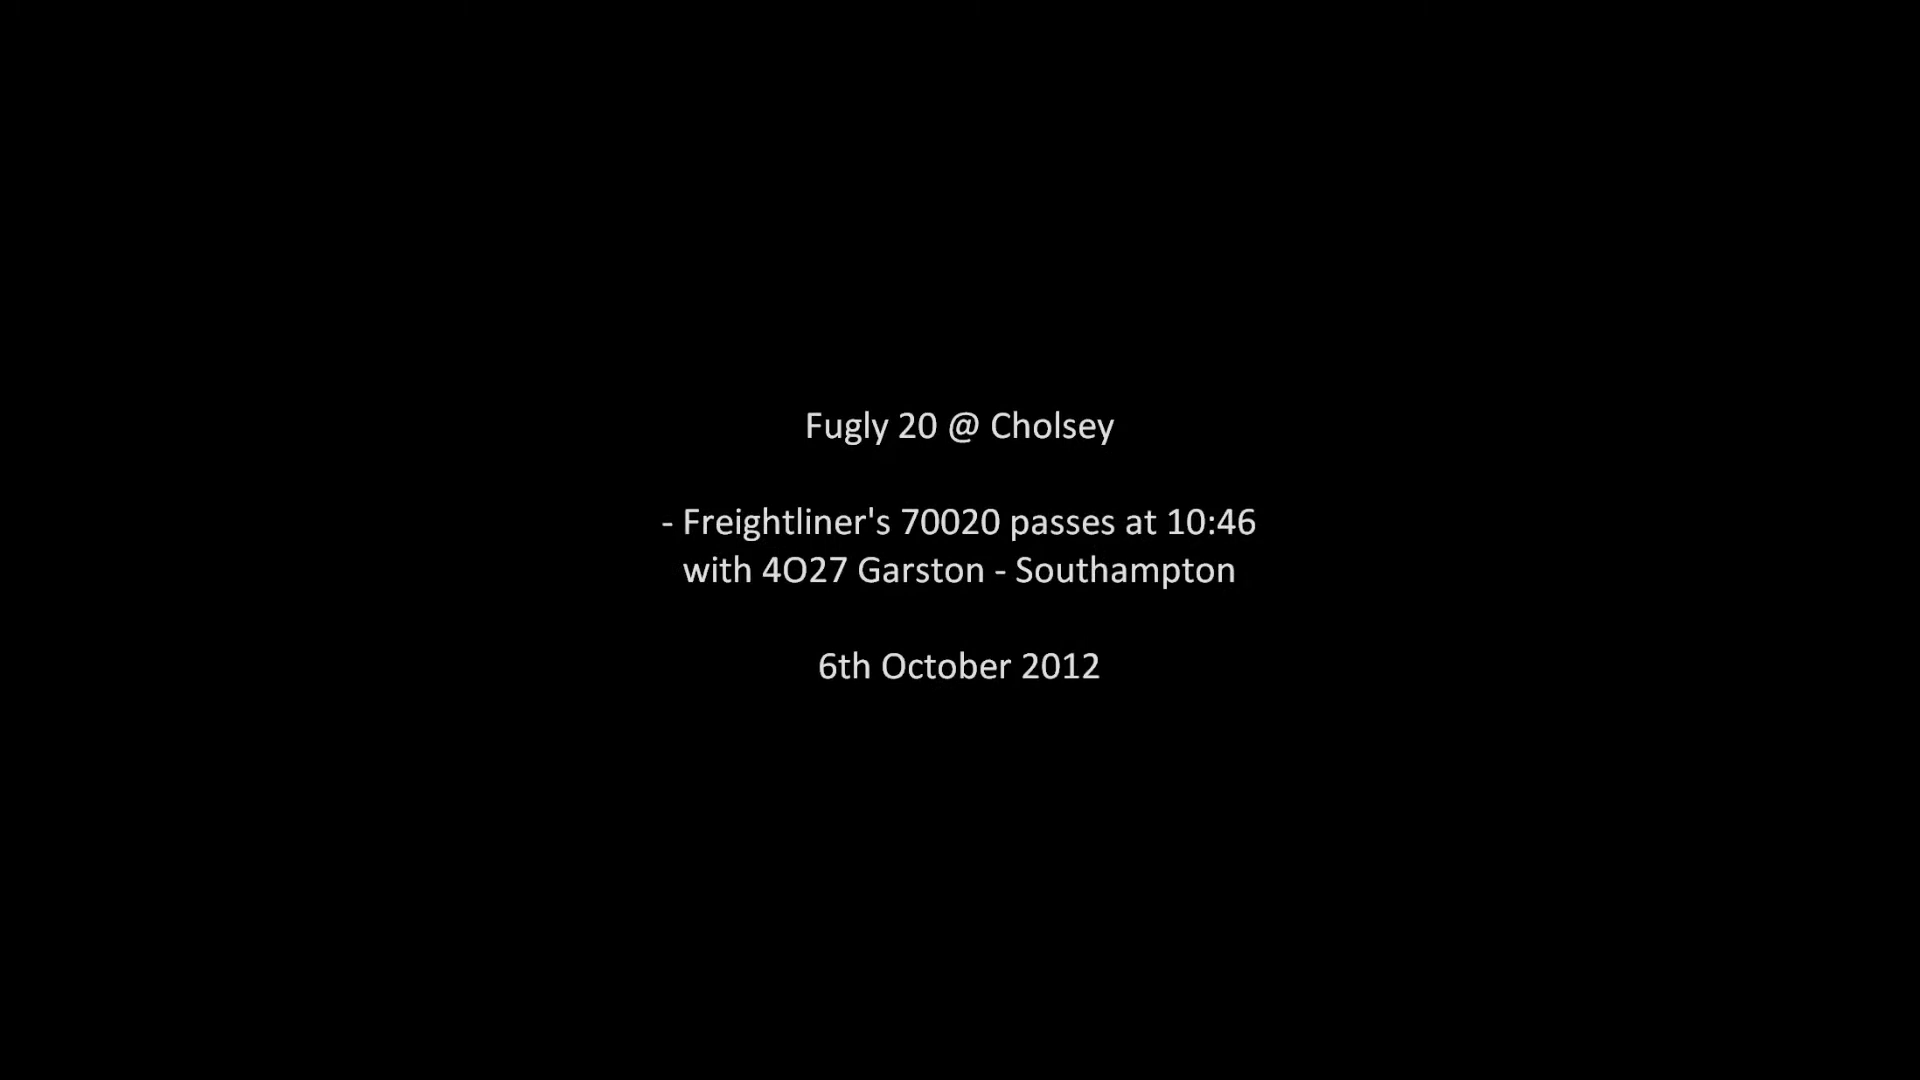 Fugly 20 @ Cholsey
- Freightliner's 70020 passes at 10:46
with 4O27 Garston - Southampton
6th October 2012